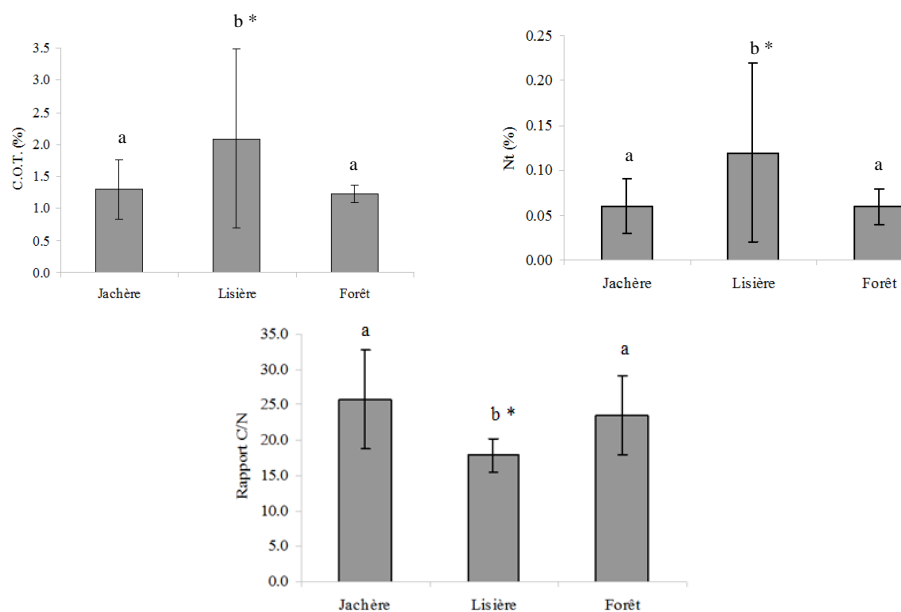 b *
3.5
3.0
2.5
2.0
1.5
1.0
0.5
0.0
C.O.T. (%)
a
a
Jachère
Lisière
Forêt
0.25
0.20
0.15
0.10
0.05
0.00
Nt (%)
b *
a
a
Jachère
Lisière
Forêt
35.0
30.0
25.0
20.0
15.0
10.0
5.0
0.0
Rapport C/N
a
b *
a
Jachère
Lisière
Forêt